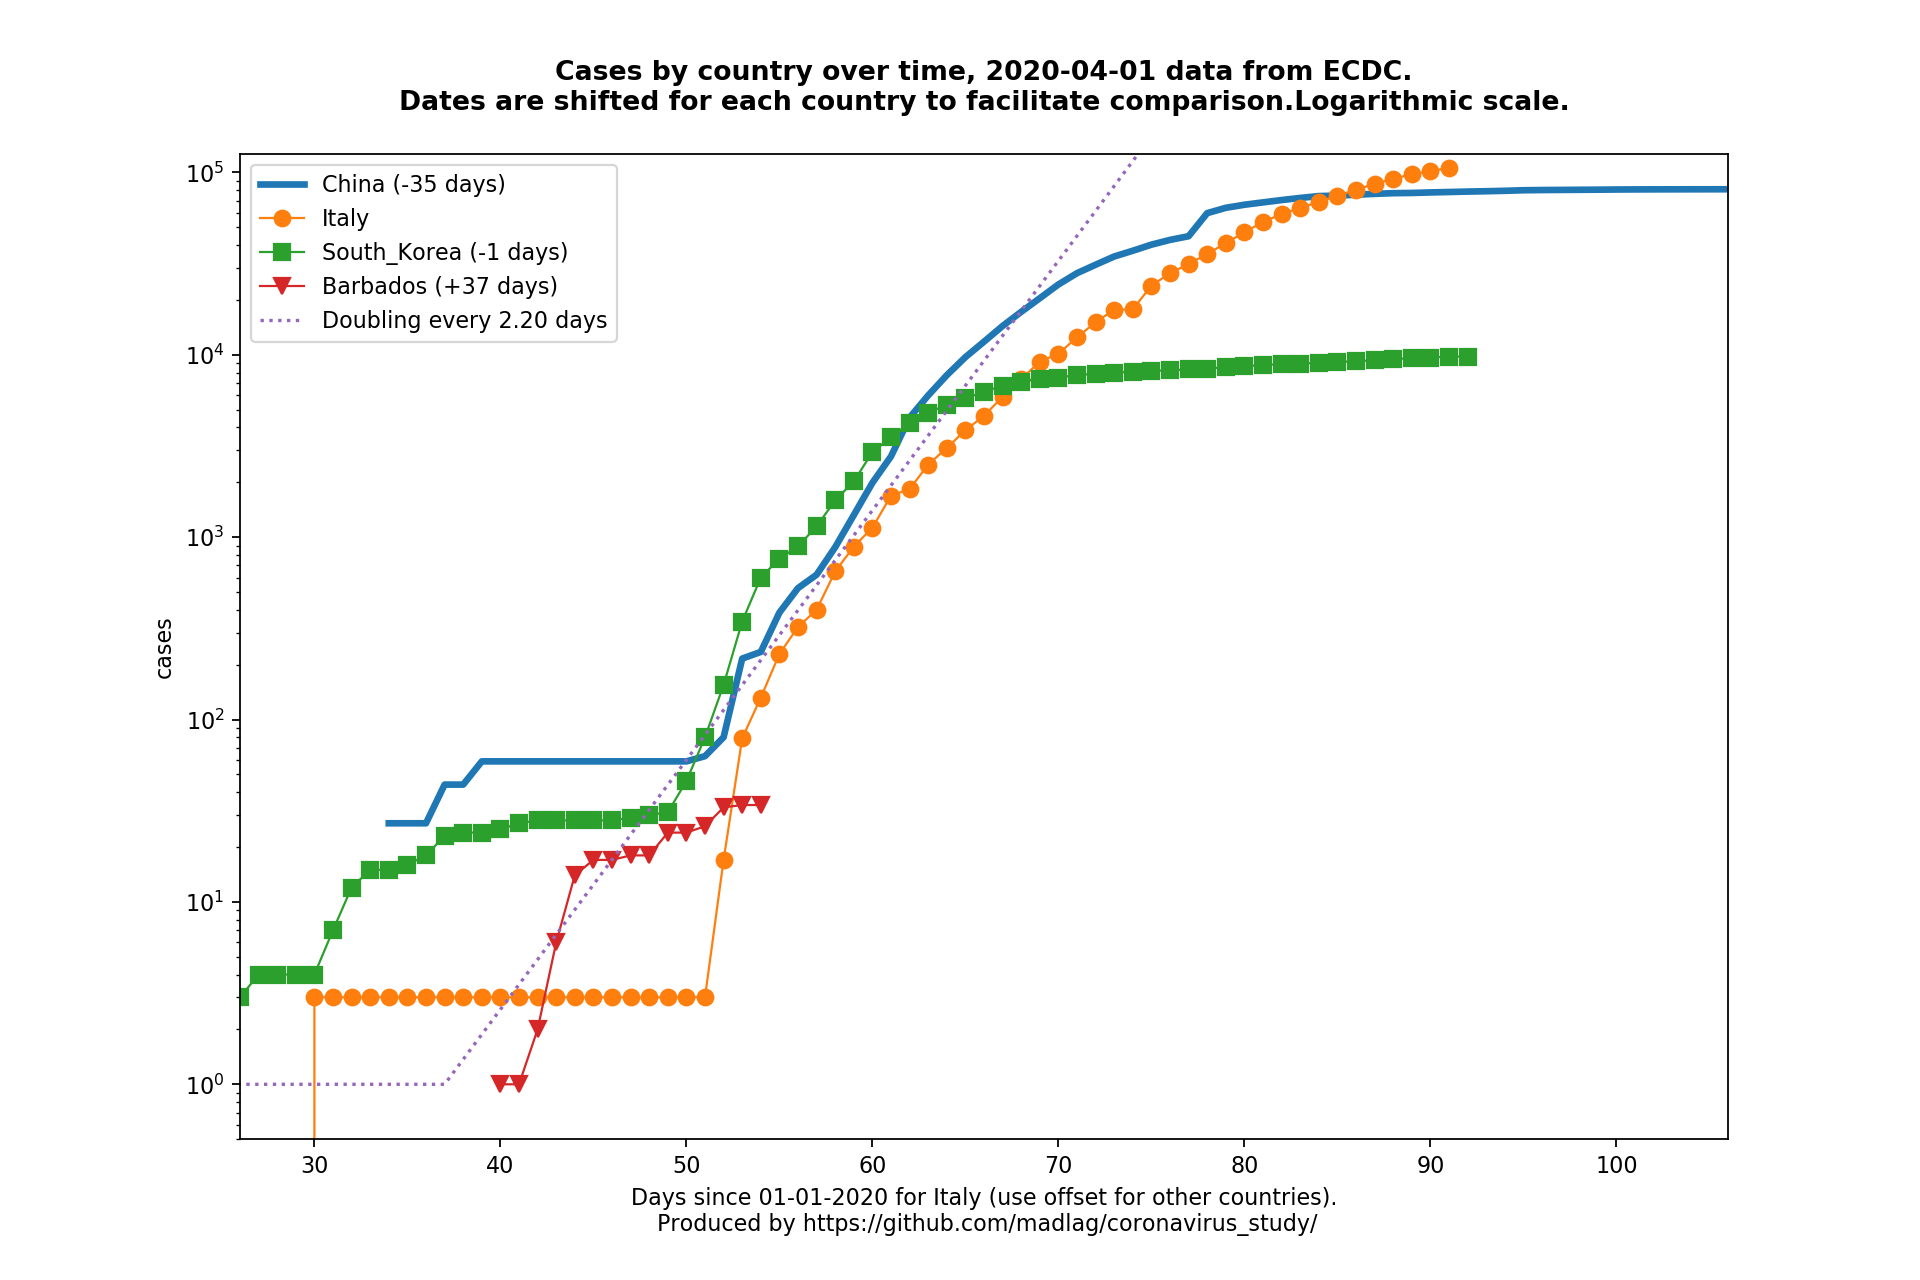 Cases by country over time, 2020-04-01 data from ECDC.
Dates are shifted for each country to facilitate comparison.Logarithmic scale.
China (-35 days)
Italy
South_Korea (-1 days)
Barbados (+37 days)
Doubling every 2.20 days
10⁵
10⁴
10³
10²
10¹
10⁰
cases
30 40 50 60 70 80 90 100
Days since 01-01-2020 for Italy (use offset for other countries).
Produced by https://github.com/madlag/coronavirus_study/